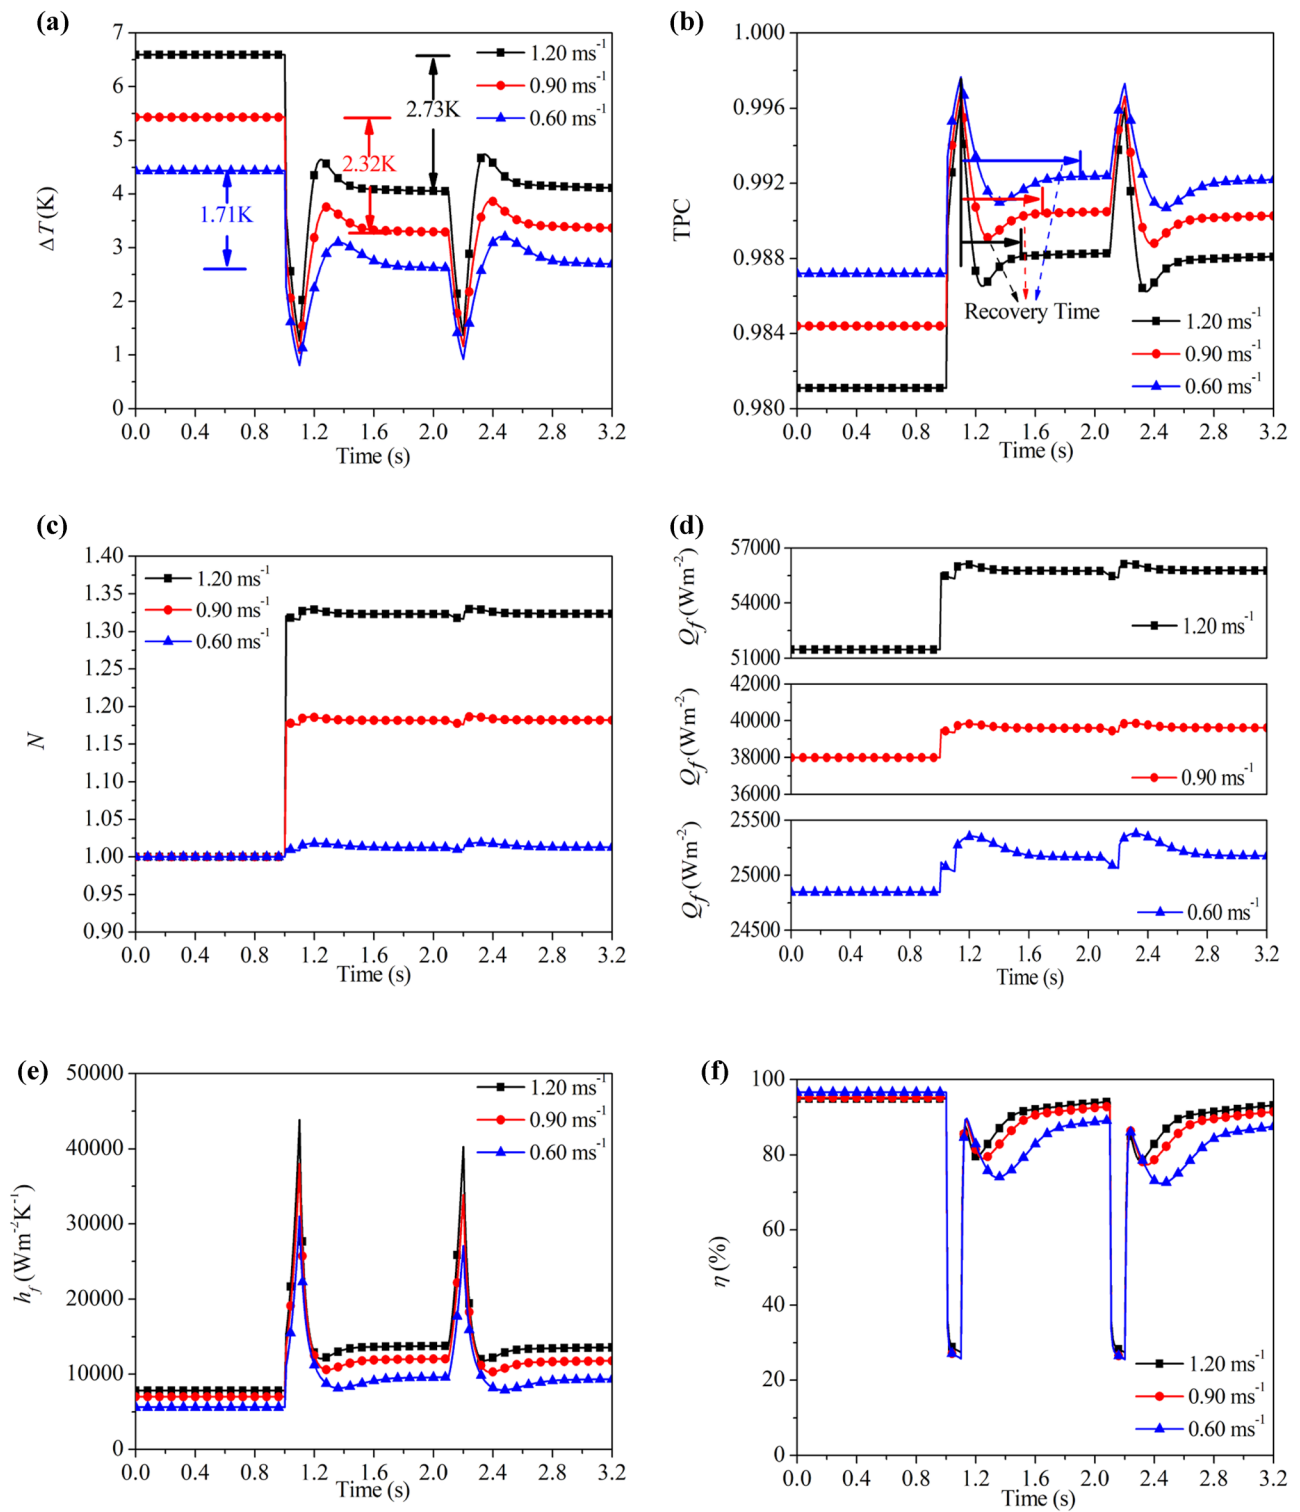 (a)
7
6
5
4
3
2
1
0
ΔT (K)
1.20 ms⁻¹
0.90 ms⁻¹
0.60 ms⁻¹
2.73K
2.32K
1.71K
0.0 0.4 0.8 1.2 1.6 2.0 2.4 2.8 3.2
Time (s)
(b)
1.000
0.996
0.992
0.988
0.984
0.980
TPC
Recovery Time
1.20 ms⁻¹
0.90 ms⁻¹
0.60 ms⁻¹
0.0 0.4 0.8 1.2 1.6 2.0 2.4 2.8 3.2
Time (s)
(c)
1.40
1.35
1.30
1.25
1.20
1.15
1.10
1.05
1.00
0.95
0.90
N
1.20 ms⁻¹
0.90 ms⁻¹
0.60 ms⁻¹
0.0 0.4 0.8 1.2 1.6 2.0 2.4 2.8 3.2
Time (s)
(d)
57000
54000
51000
Qf (Wm⁻²)
1.20 ms⁻¹
42000
40000
38000
36000
Qf (Wm⁻²)
0.90 ms⁻¹
25500
25000
24500
Qf (Wm⁻²)
0.60 ms⁻¹
0.0 0.4 0.8 1.2 1.6 2.0 2.4 2.8 3.2
Time (s)
(e)
50000
40000
30000
20000
10000
0
hf (Wm⁻²K⁻¹)
1.20 ms⁻¹
0.90 ms⁻¹
0.60 ms⁻¹
0.0 0.4 0.8 1.2 1.6 2.0 2.4 2.8 3.2
Time (s)
(f)
100
80
60
40
20
0
η (%)
1.20 ms⁻¹
0.90 ms⁻¹
0.60 ms⁻¹
0.0 0.4 0.8 1.2 1.6 2.0 2.4 2.8 3.2
Time (s)